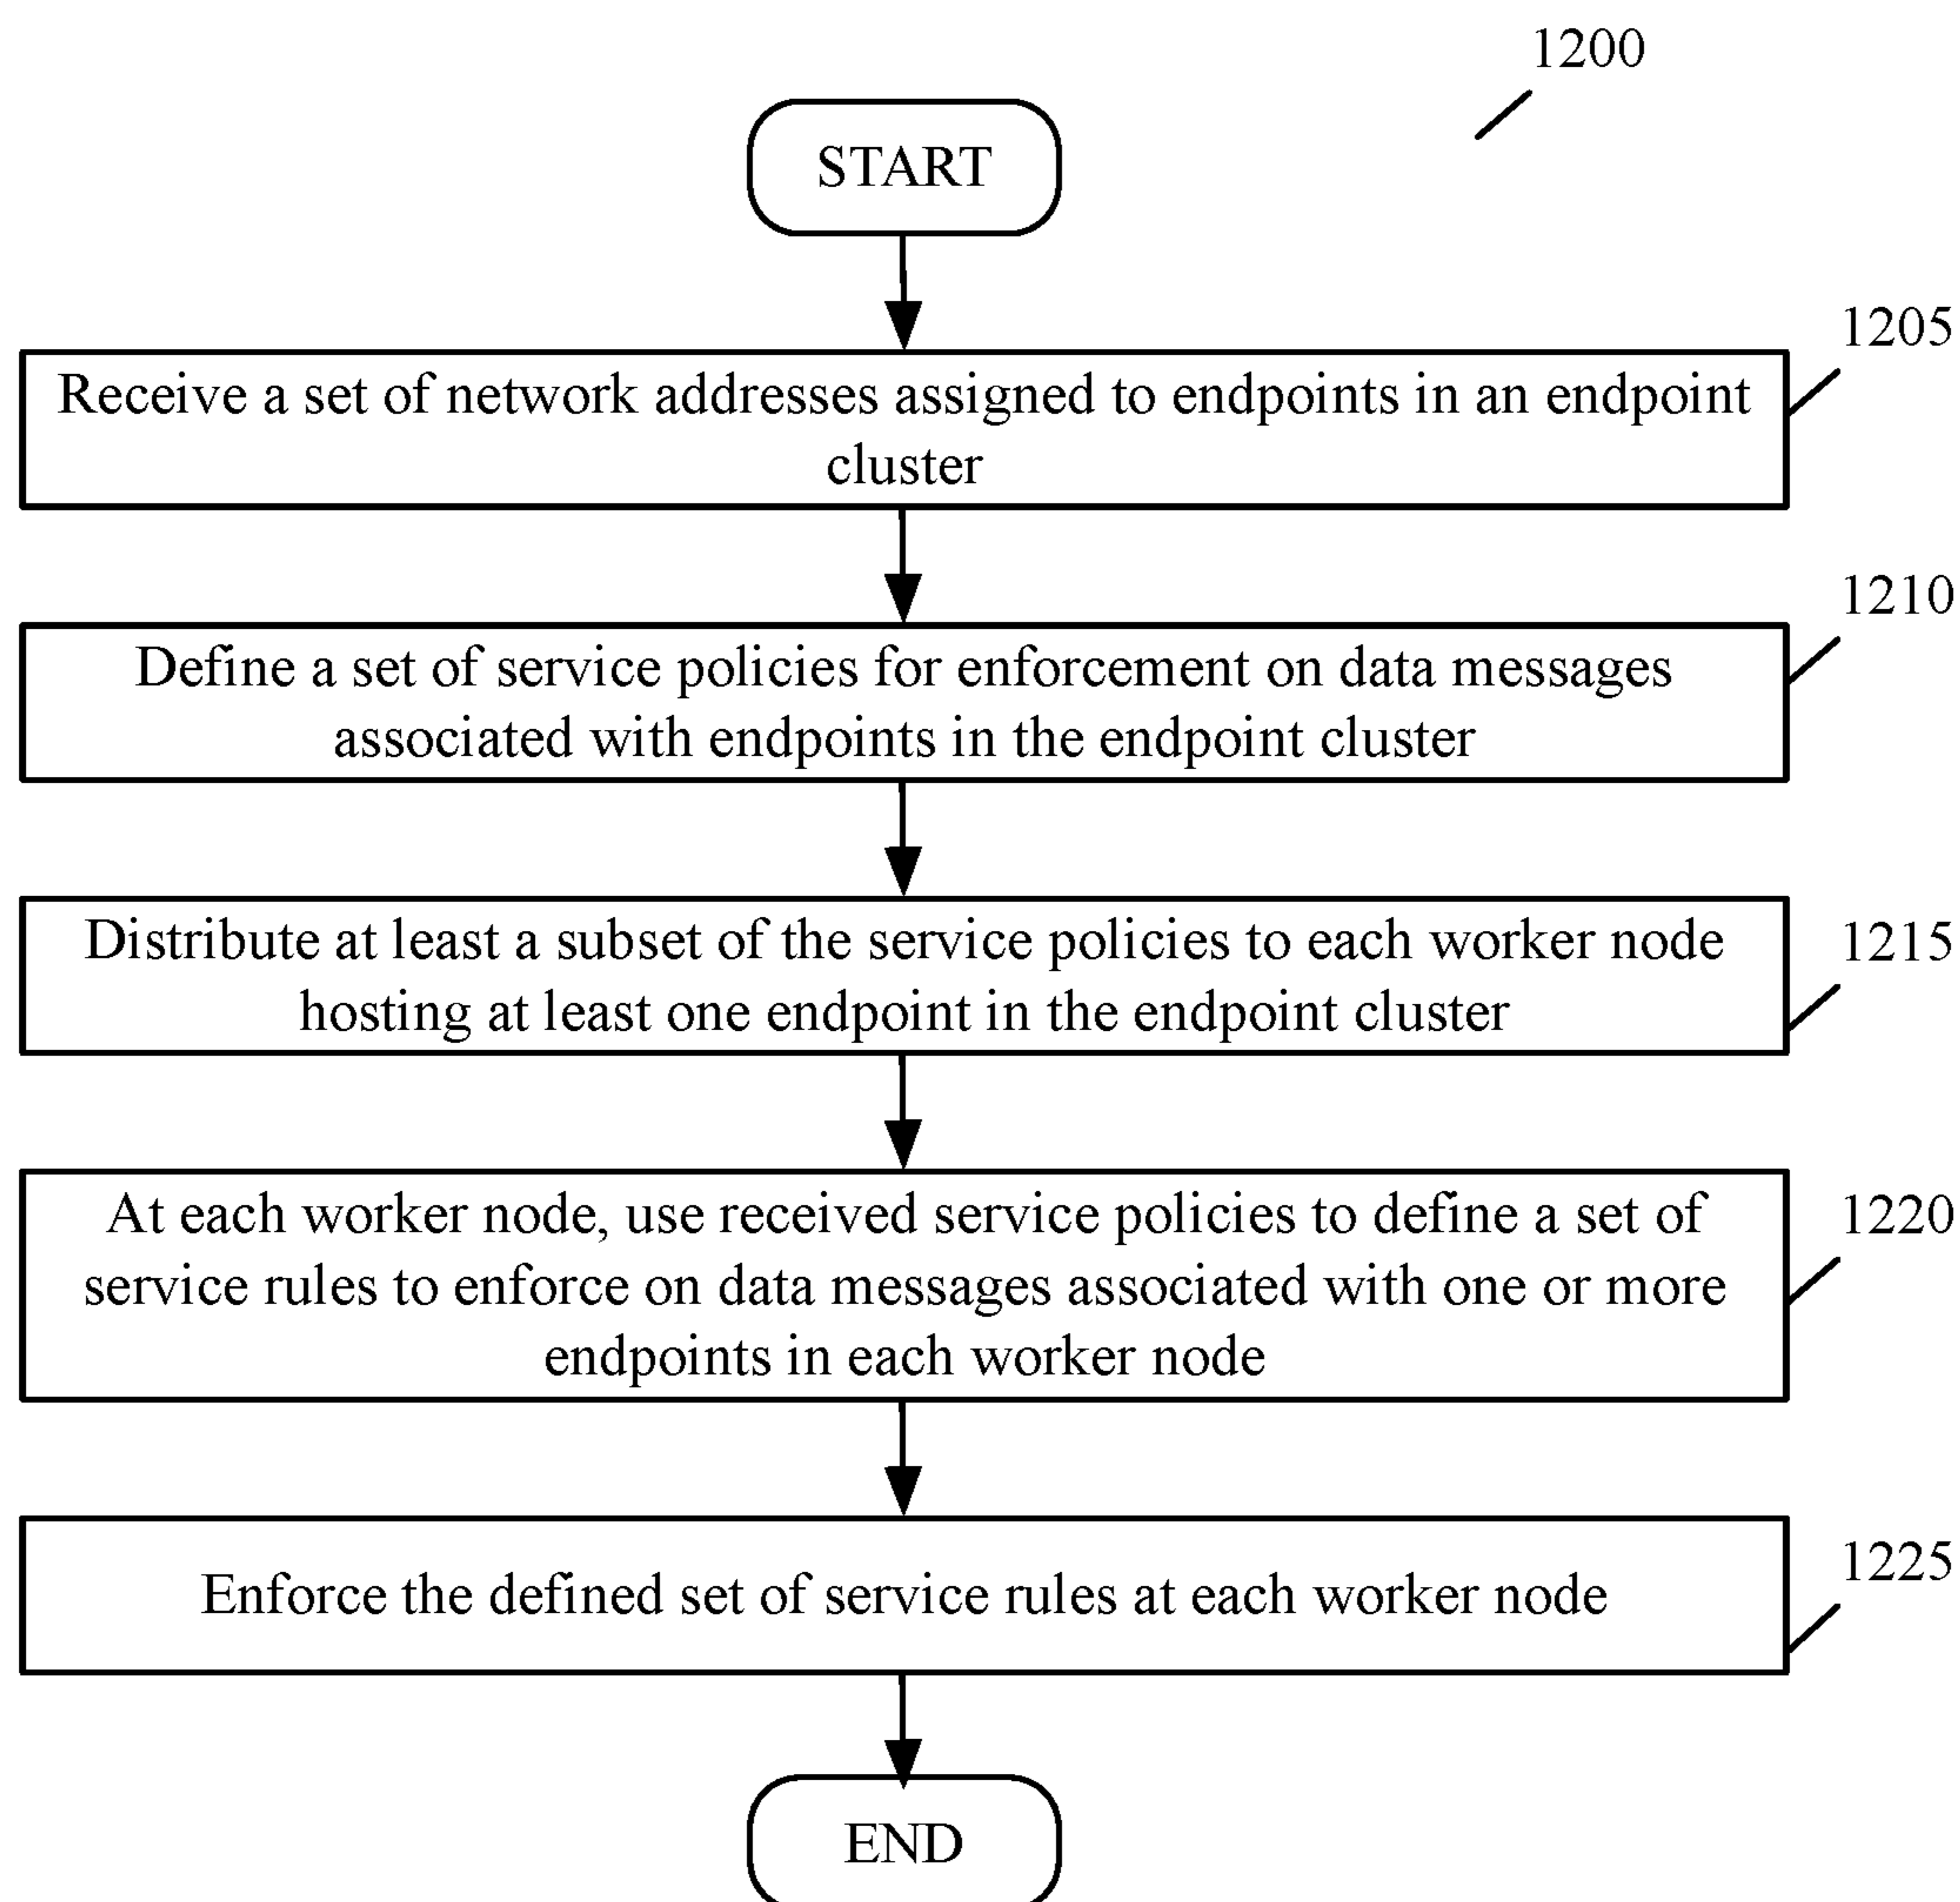 1200
START
1205
Receive a set of network addresses assigned to endpoints in an endpoint
cluster
1210
Define a set of service policies for enforcement on data messages
associated with endpoints in the endpoint cluster
1215
Distribute at least a subset of the service policies to each worker node
hosting at least one endpoint in the endpoint cluster
1220
At each worker node, use received service policies to define a set of
service rules to enforce on data messages associated with one or more
endpoints in each worker node
1225
Enforce the defined set of service rules at each worker node
END